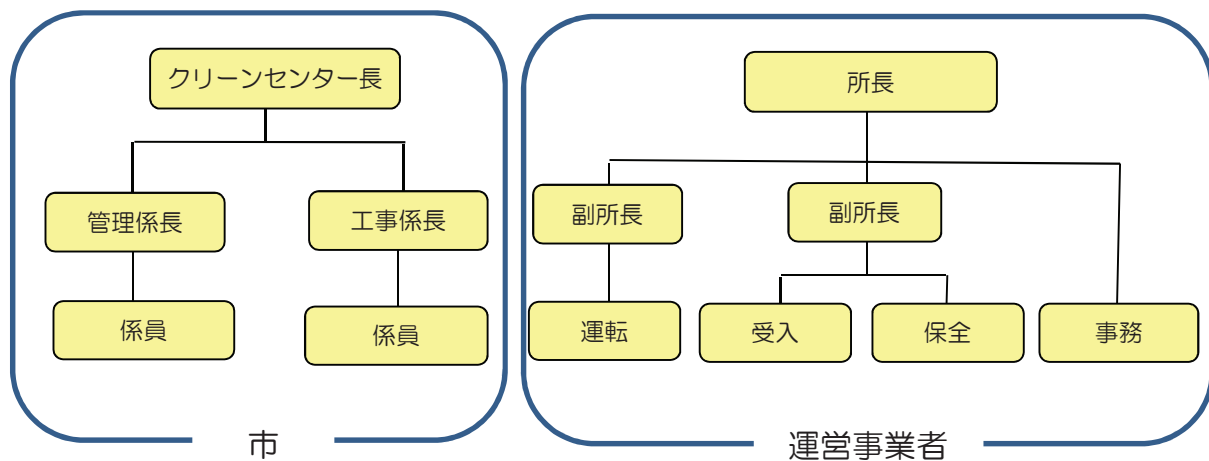 クリーンセンター長
管理係長
工事係長
係員
係員
市
所長
副所長
副所長
運転
受入
保全
事務
運営事業者